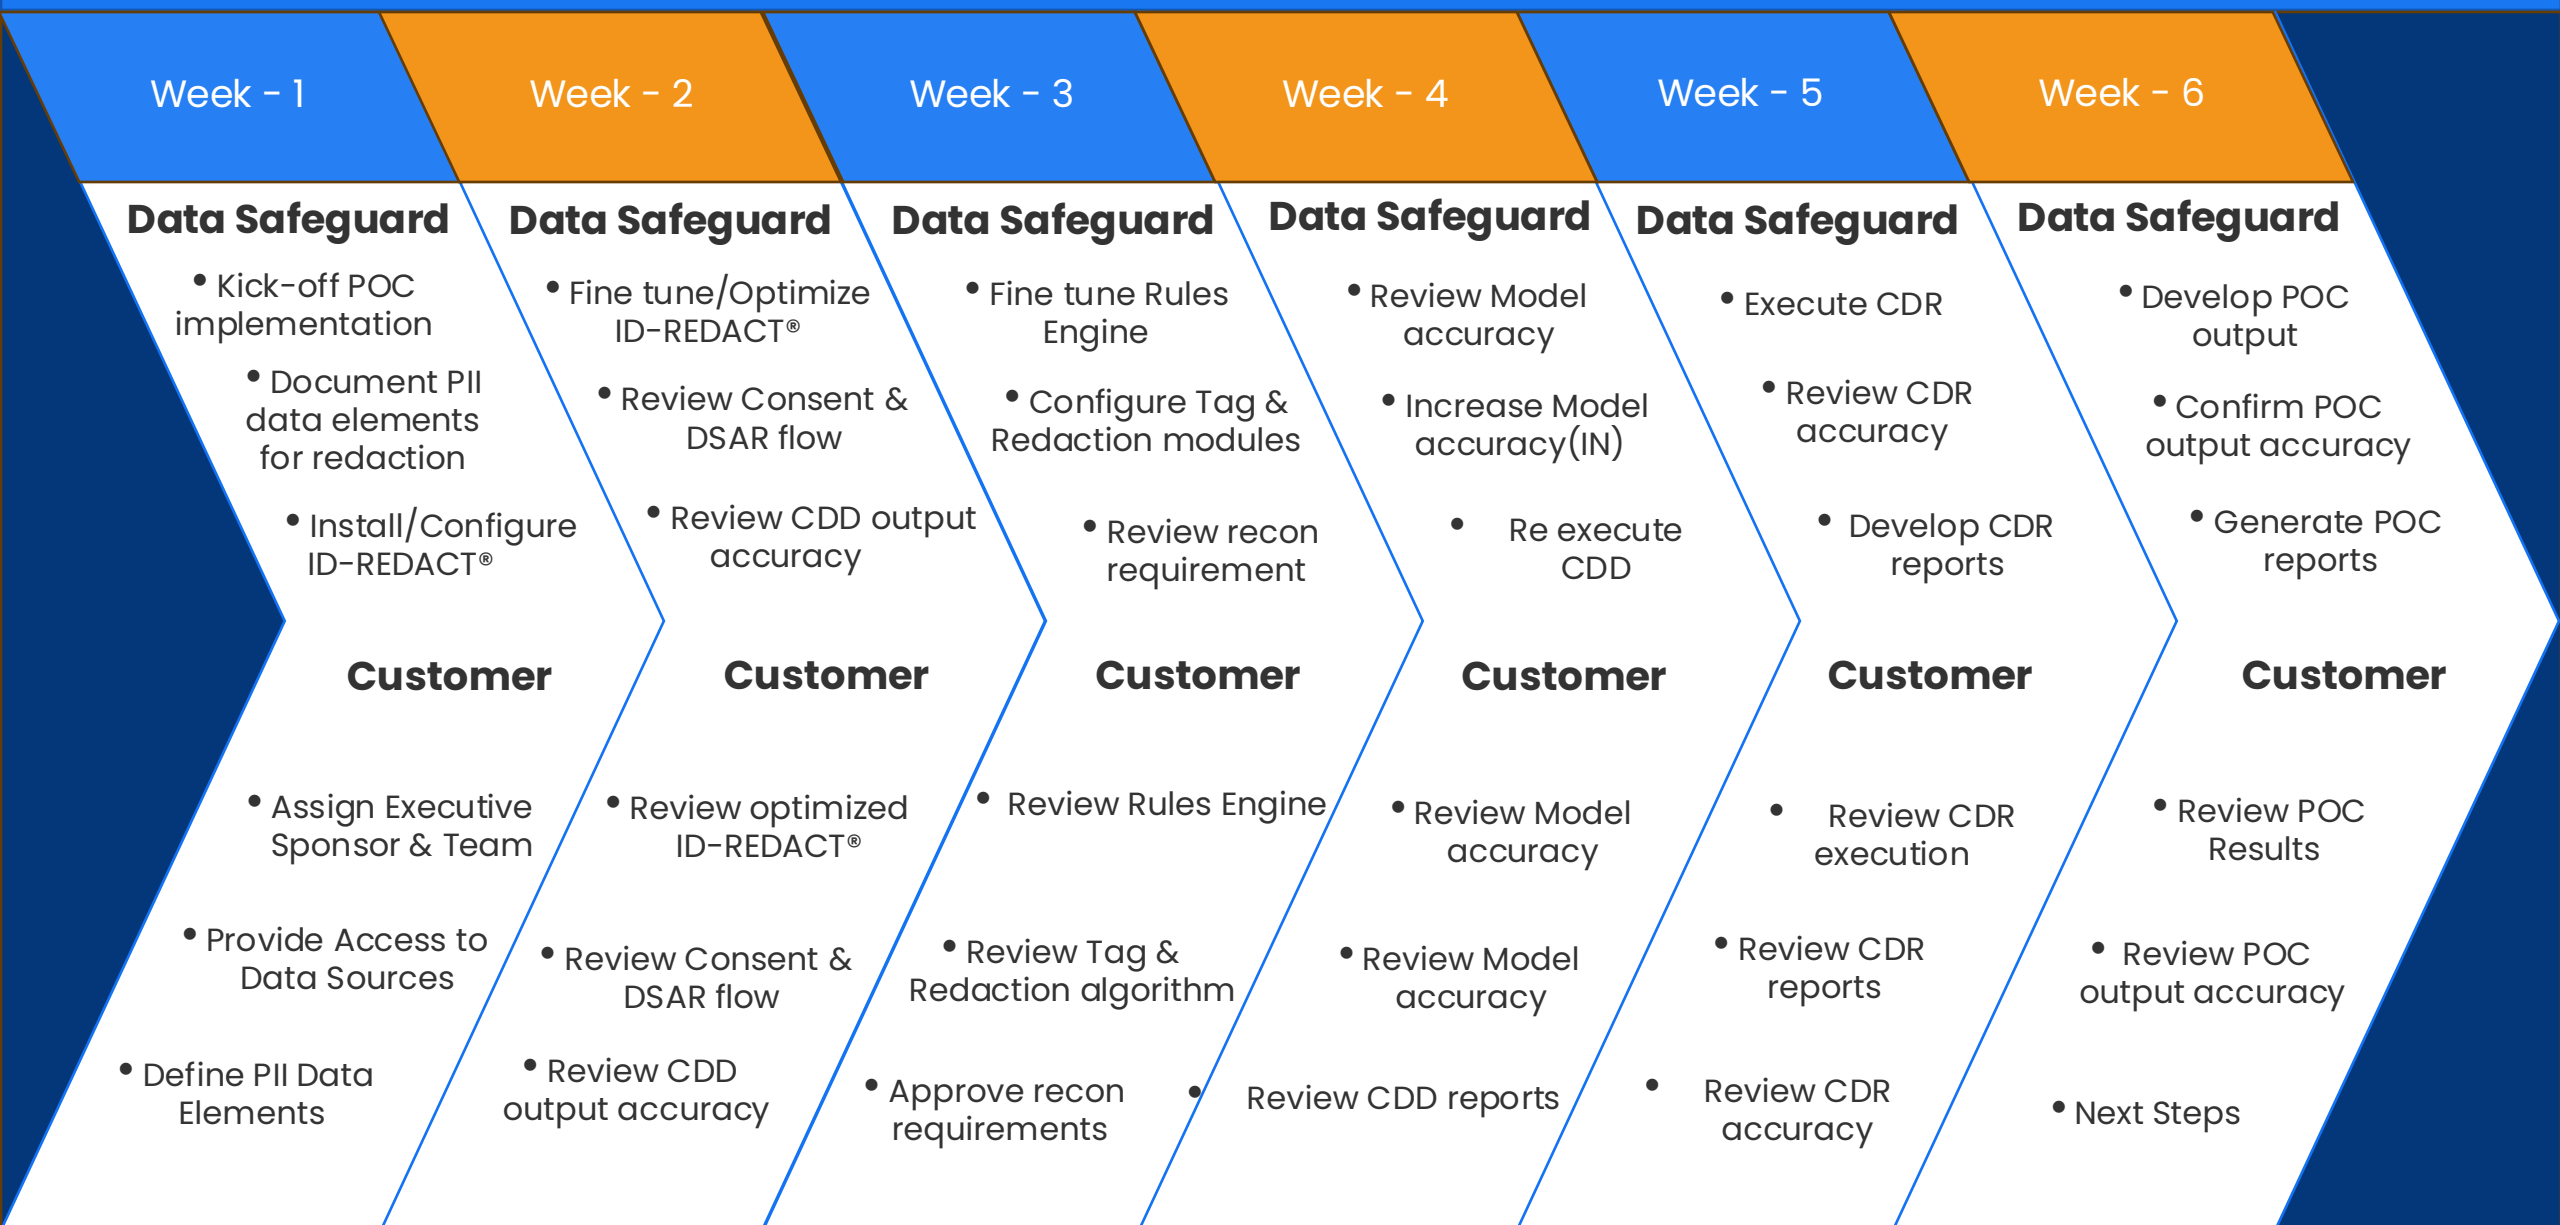 Week - 1
Week - 2
Week - 3
Week - 4
Week - 5
Week - 6
Data Safeguard
• Kick-off POC
implementation
• Document PII
data elements
for redaction
• Install/Configure
ID-REDACT®
Customer
• Assign Executive
Sponsor & Team
• Provide Access to
Data Sources
• Define PII Data
Elements
Data Safeguard
• Fine tune/Optimize
ID-REDACT®
• Review Consent &
DSAR flow
• Review CDD output
accuracy
Customer
• Review optimized
ID-REDACT®
• Review Consent &
DSAR flow
• Review CDD
output accuracy
Data Safeguard
• Fine tune Rules
Engine
• Configure Tag &
Redaction modules
• Review recon
requirement
Customer
• Review Rules Engine
• Review Tag &
Redaction algorithm
• Approve recon
requirements
Data Safeguard
• Review Model
accuracy
• Increase Model
accuracy(IN)
• Re execute
CDD
Customer
• Review Model
accuracy
• Review Model
accuracy
• Review CDD reports
Data Safeguard
• Execute CDR
• Review CDR
accuracy
• Develop CDR
reports
Customer
• Review CDR
execution
• Review CDR
reports
• Review CDR
accuracy
Data Safeguard
• Develop POC
output
• Confirm POC
output accuracy
• Generate POC
reports
Customer
• Review POC
Results
• Review POC
output accuracy
• Next Steps